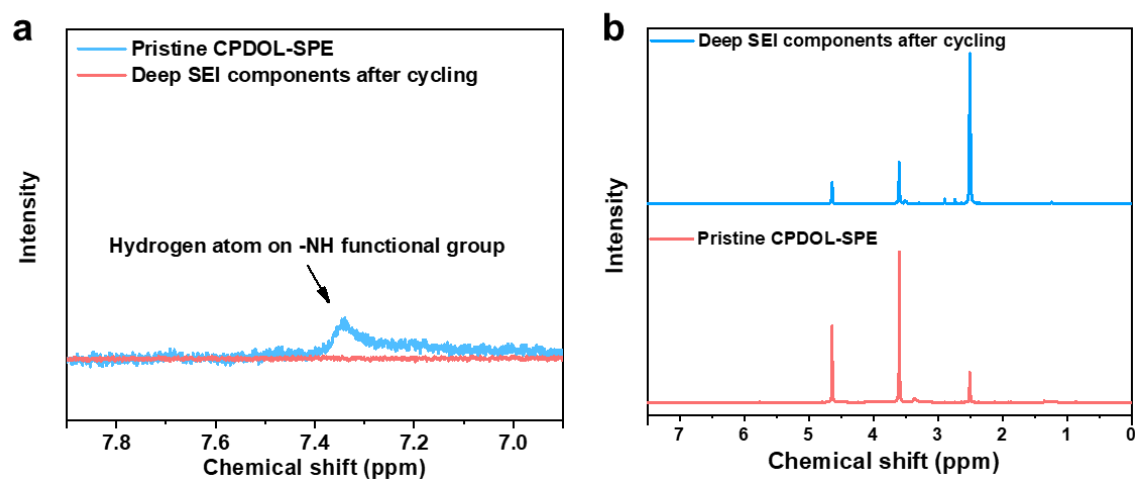 a
Pristine CPDOL-SPE
Deep SEI components after cycling
Hydrogen atom on -NH functional group
Intensity
7.8 7.6 7.4 7.2 7.0
Chemical shift (ppm)
b
Deep SEI components after cycling
Pristine CPDOL-SPE
Intensity
7 6 5 4 3 2 1 0
Chemical shift (ppm)